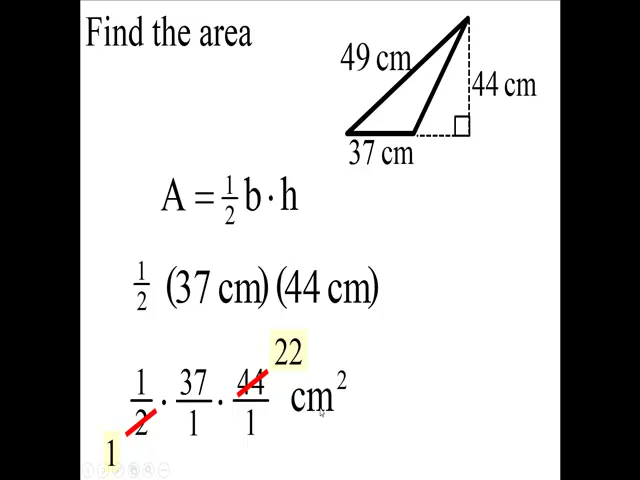 Find the area
49 cm
44 cm
37 cm
A = 1/2 b · h
1/2 (37 cm) (44 cm)
22
1/2 · 37/1 · 44/1 cm²
1